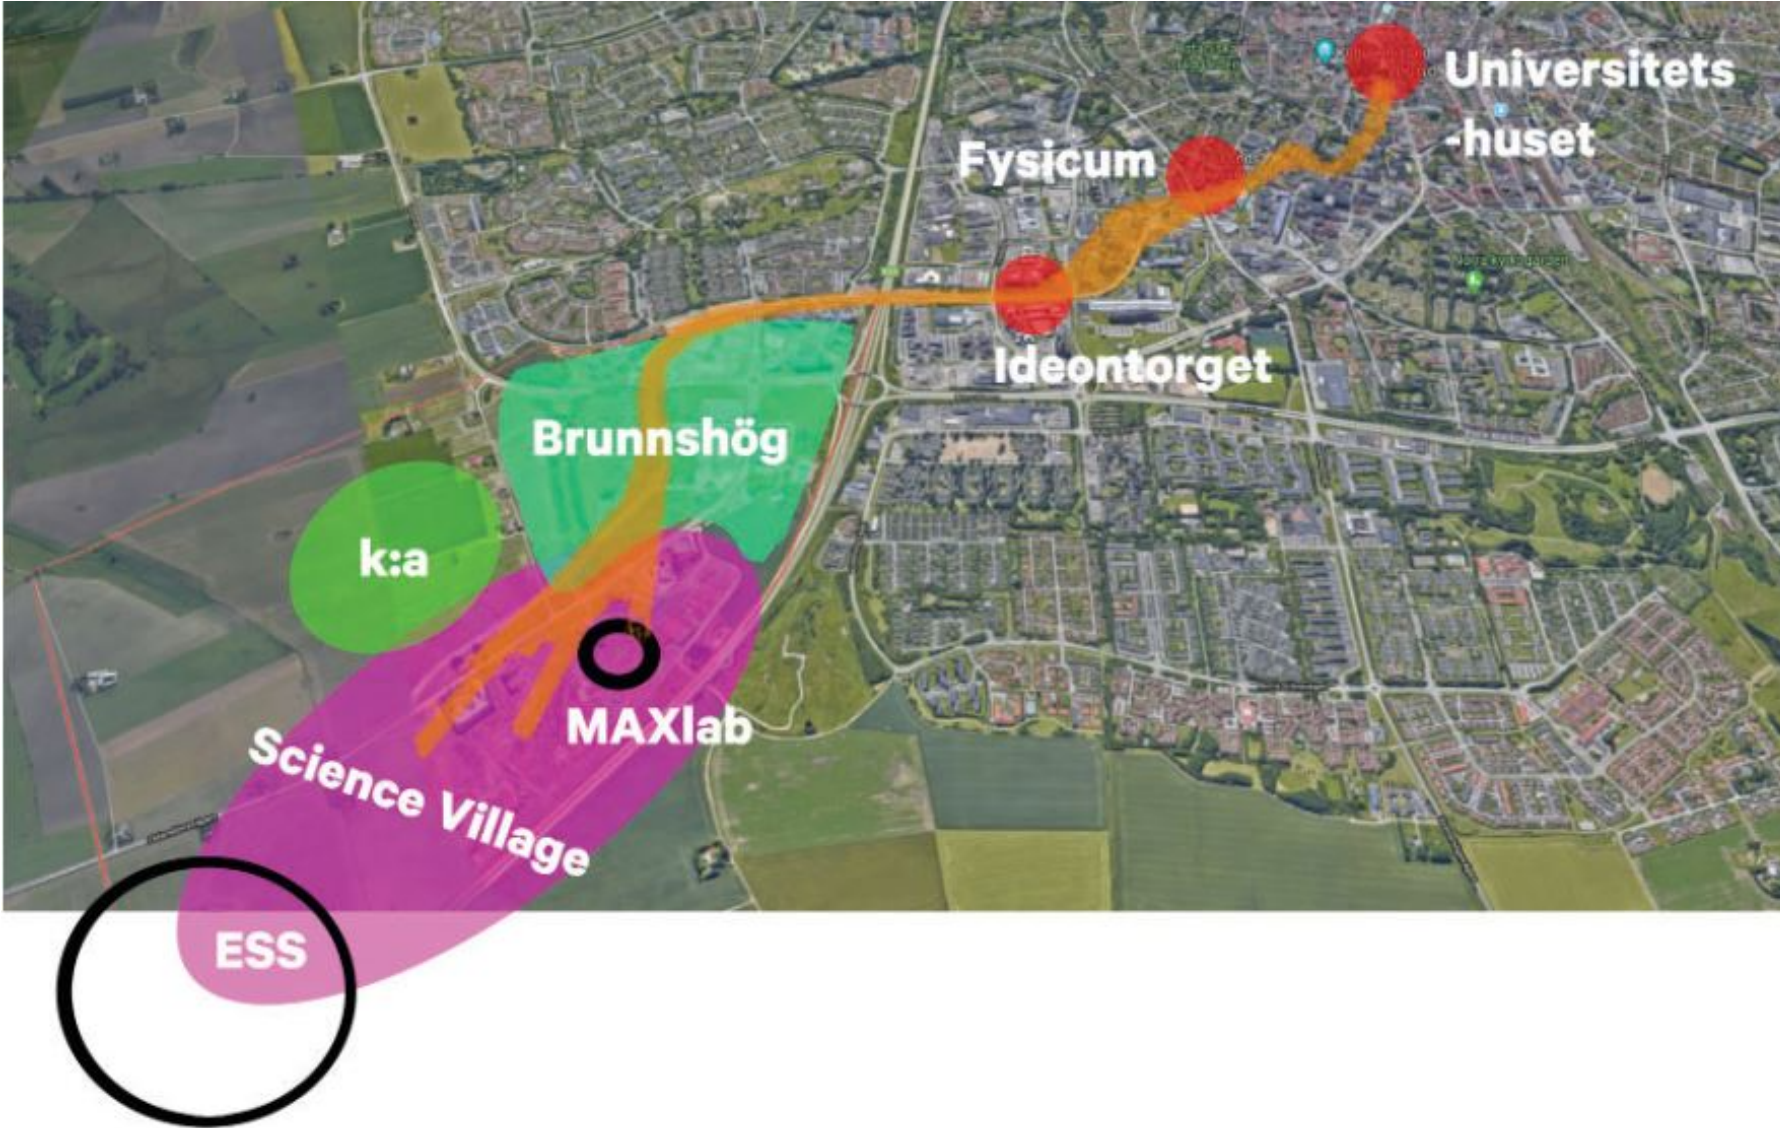 Universitets
-huset
Fysicum
Ideontorget
Brunnshög
k:a
MAXlab
Science Village
ESS